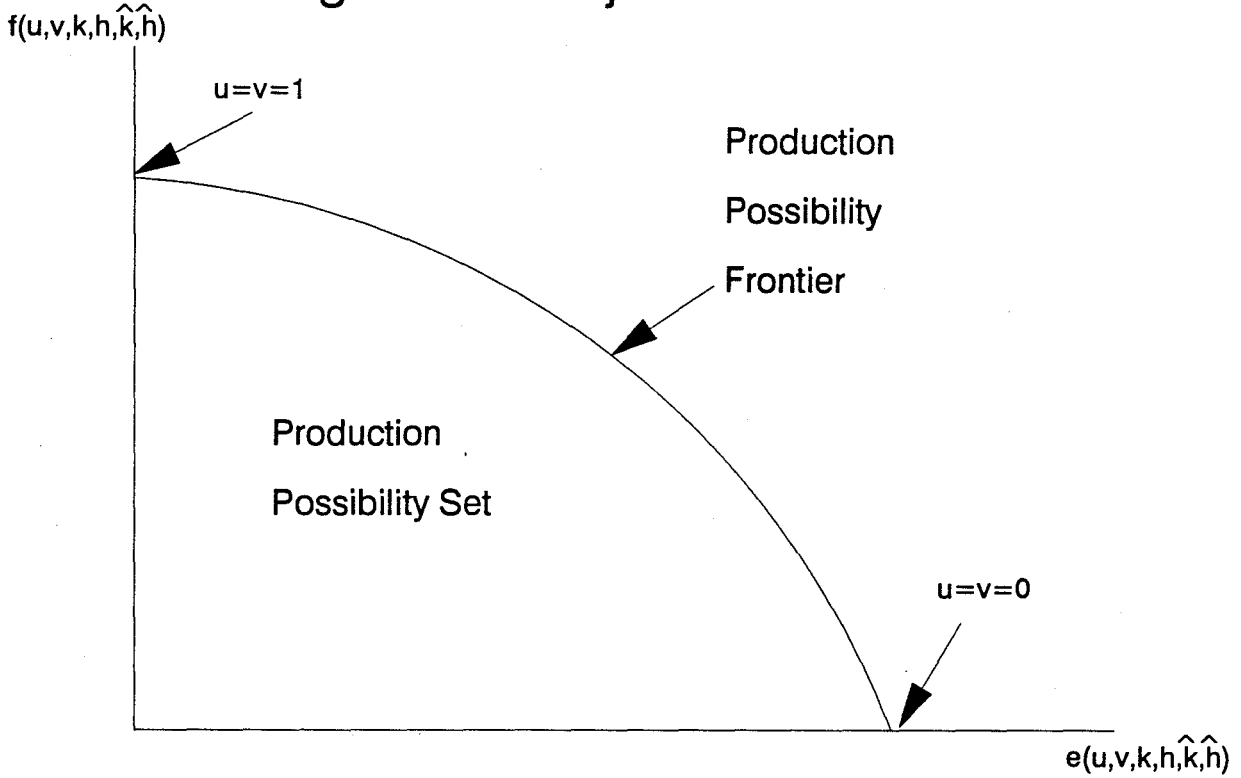 f(u,v,k,h,k̂,ĥ)
u=v=1
Production
Possibility
Frontier
Production
Possibility Set
u=v=0
e(u,v,k,h,k̂,ĥ)